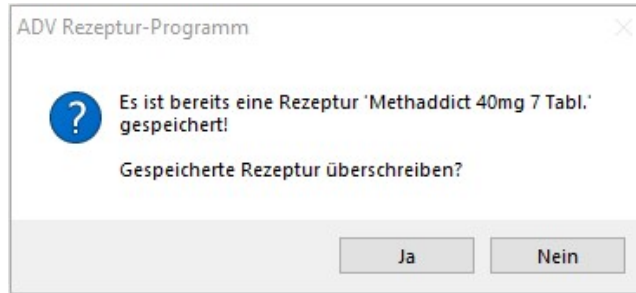 ADV Rezeptur-Programm
Es ist bereits eine Rezeptur 'Methaddict 40mg 7 Tabl.'
gespeichert!
Gespeicherte Rezeptur überschreiben?
Ja
Nein